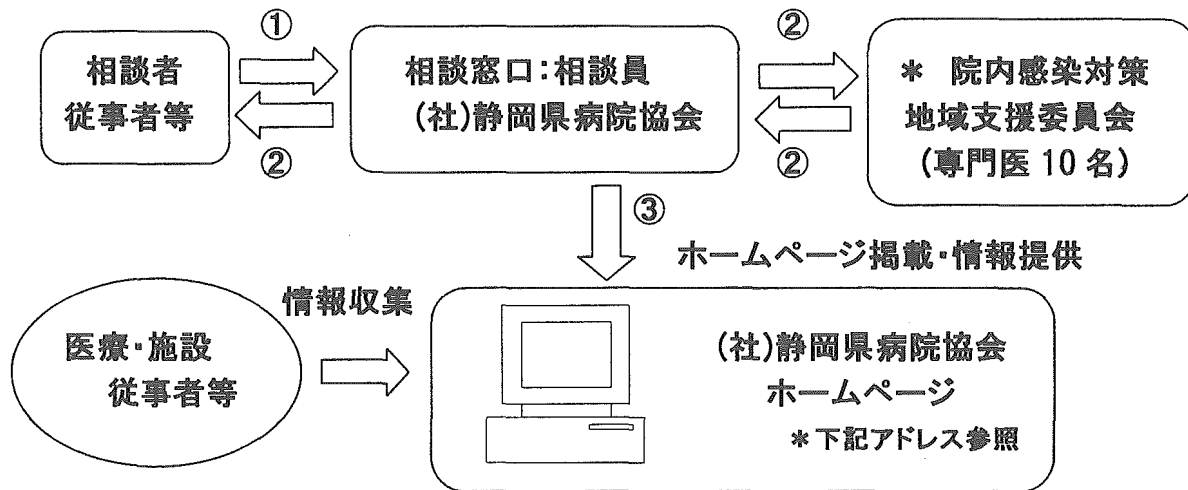 ①
②
相談者
従事者等
相談窓口:相談員
(社)静岡県病院協会
* 院内感染対策
地域支援委員会
(専門医10名)
②
②
③
ホームページ掲載・情報提供
情報収集
医療・施設
従事者等
(社)静岡県病院協会
ホームページ
*下記アドレス参照